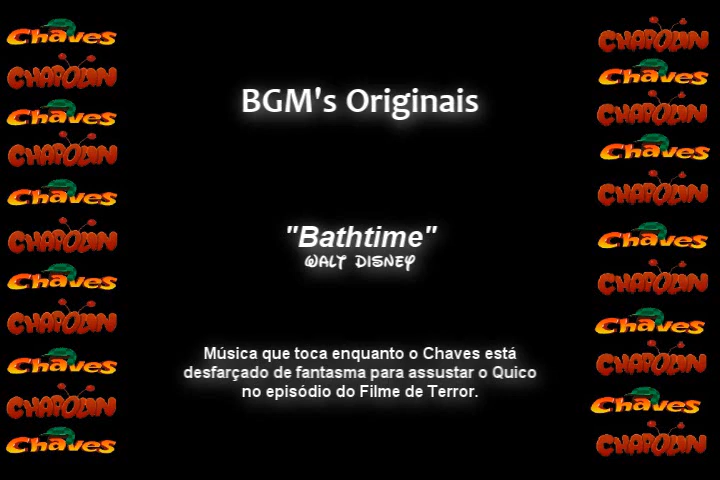 Chaves
CHAPOLIN
Chaves
CHAPOLIN
Chaves
CHAPOLIN
Chaves
CHAPOLIN
Chaves
CHAPOLIN
Chaves
BGM's Originais
"Bathtime"
WALT DISNEY
Música que toca enquanto o Chaves está
desfarçado de fantasma para assustar o Quico
no episódio do Filme de Terror.
CHAPOLIN
Chaves
CHAPOLIN
Chaves
CHAPOLIN
Chaves
CHAPOLIN
Chaves
CHAPOLIN
Chaves
CHAPOLIN